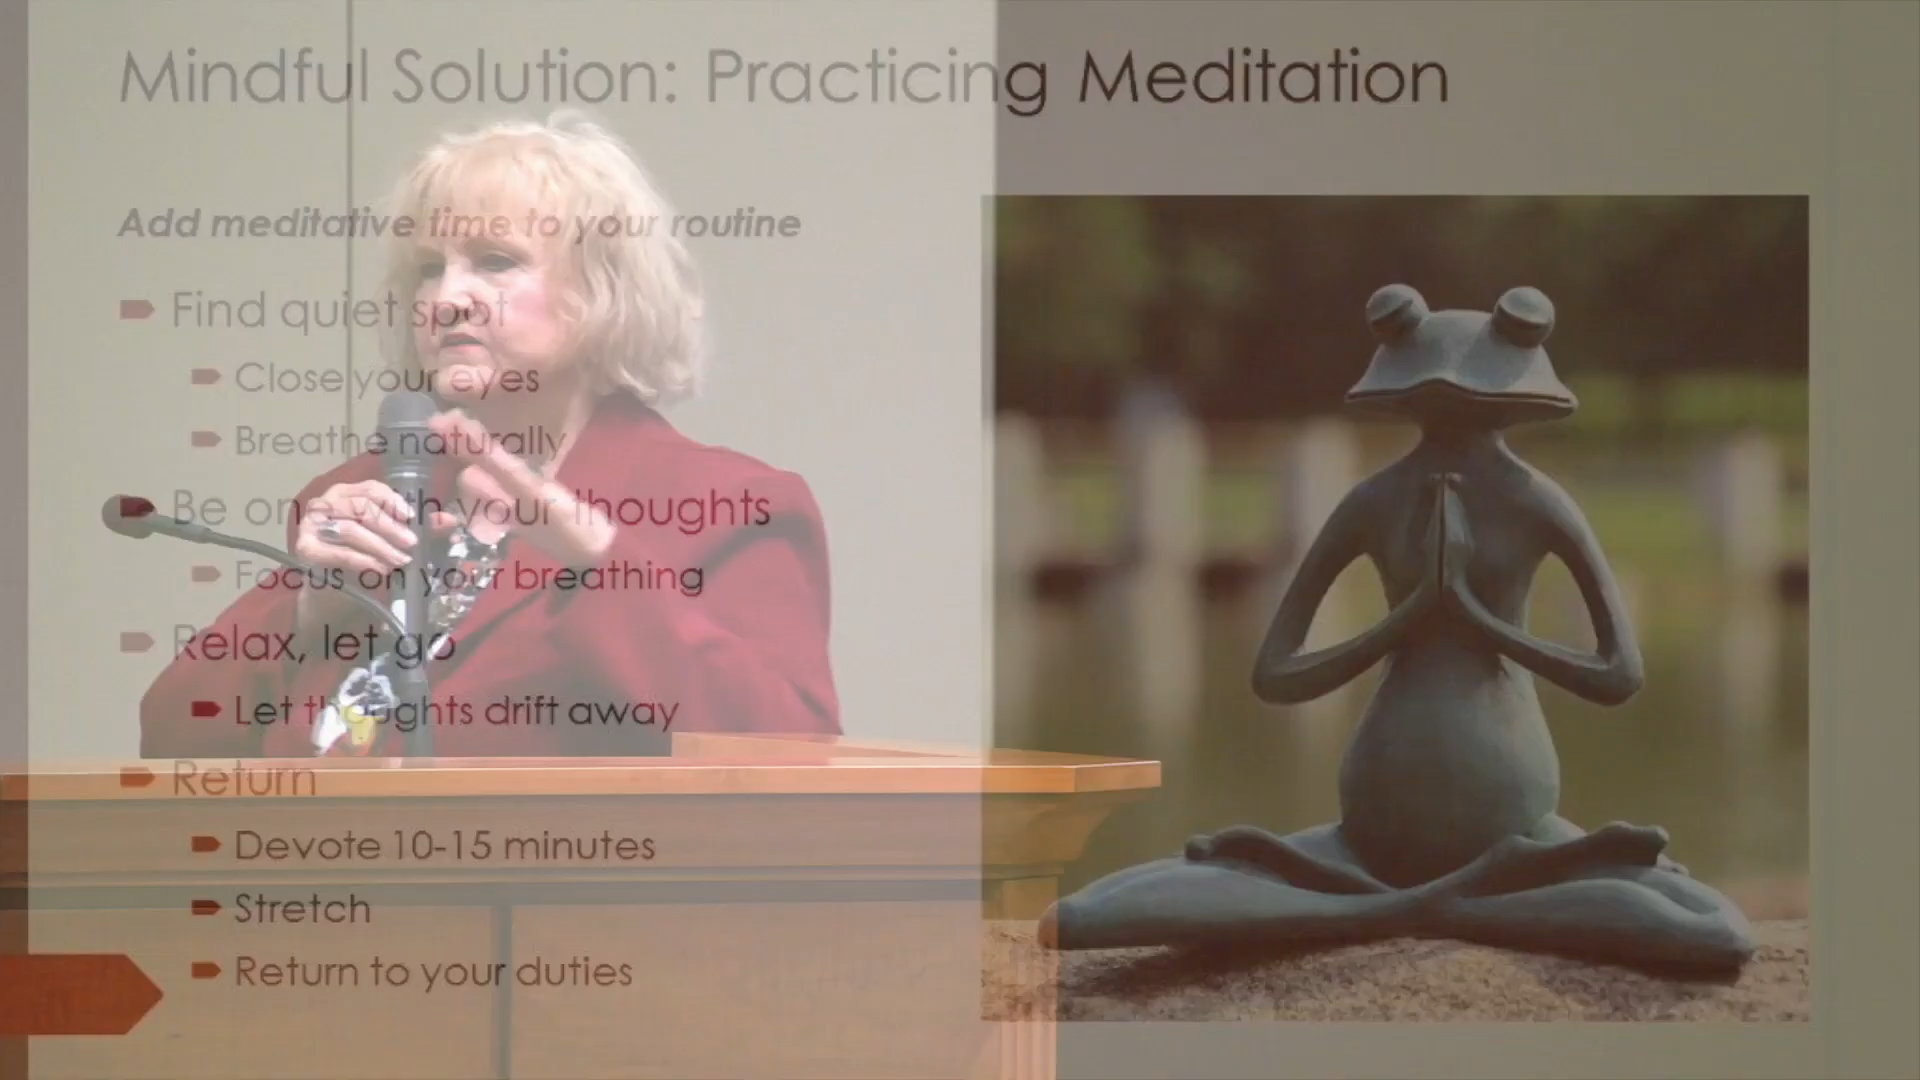 Mindful Solution: Practicing Meditation
Add meditative time to your routine
Find quiet spot
Close your eyes
Breathe naturally
Be one with your thoughts
Focus on your breathing
Relax, let go
Let thoughts drift away
Return
Devote 10-15 minutes
Stretch
Return to your duties